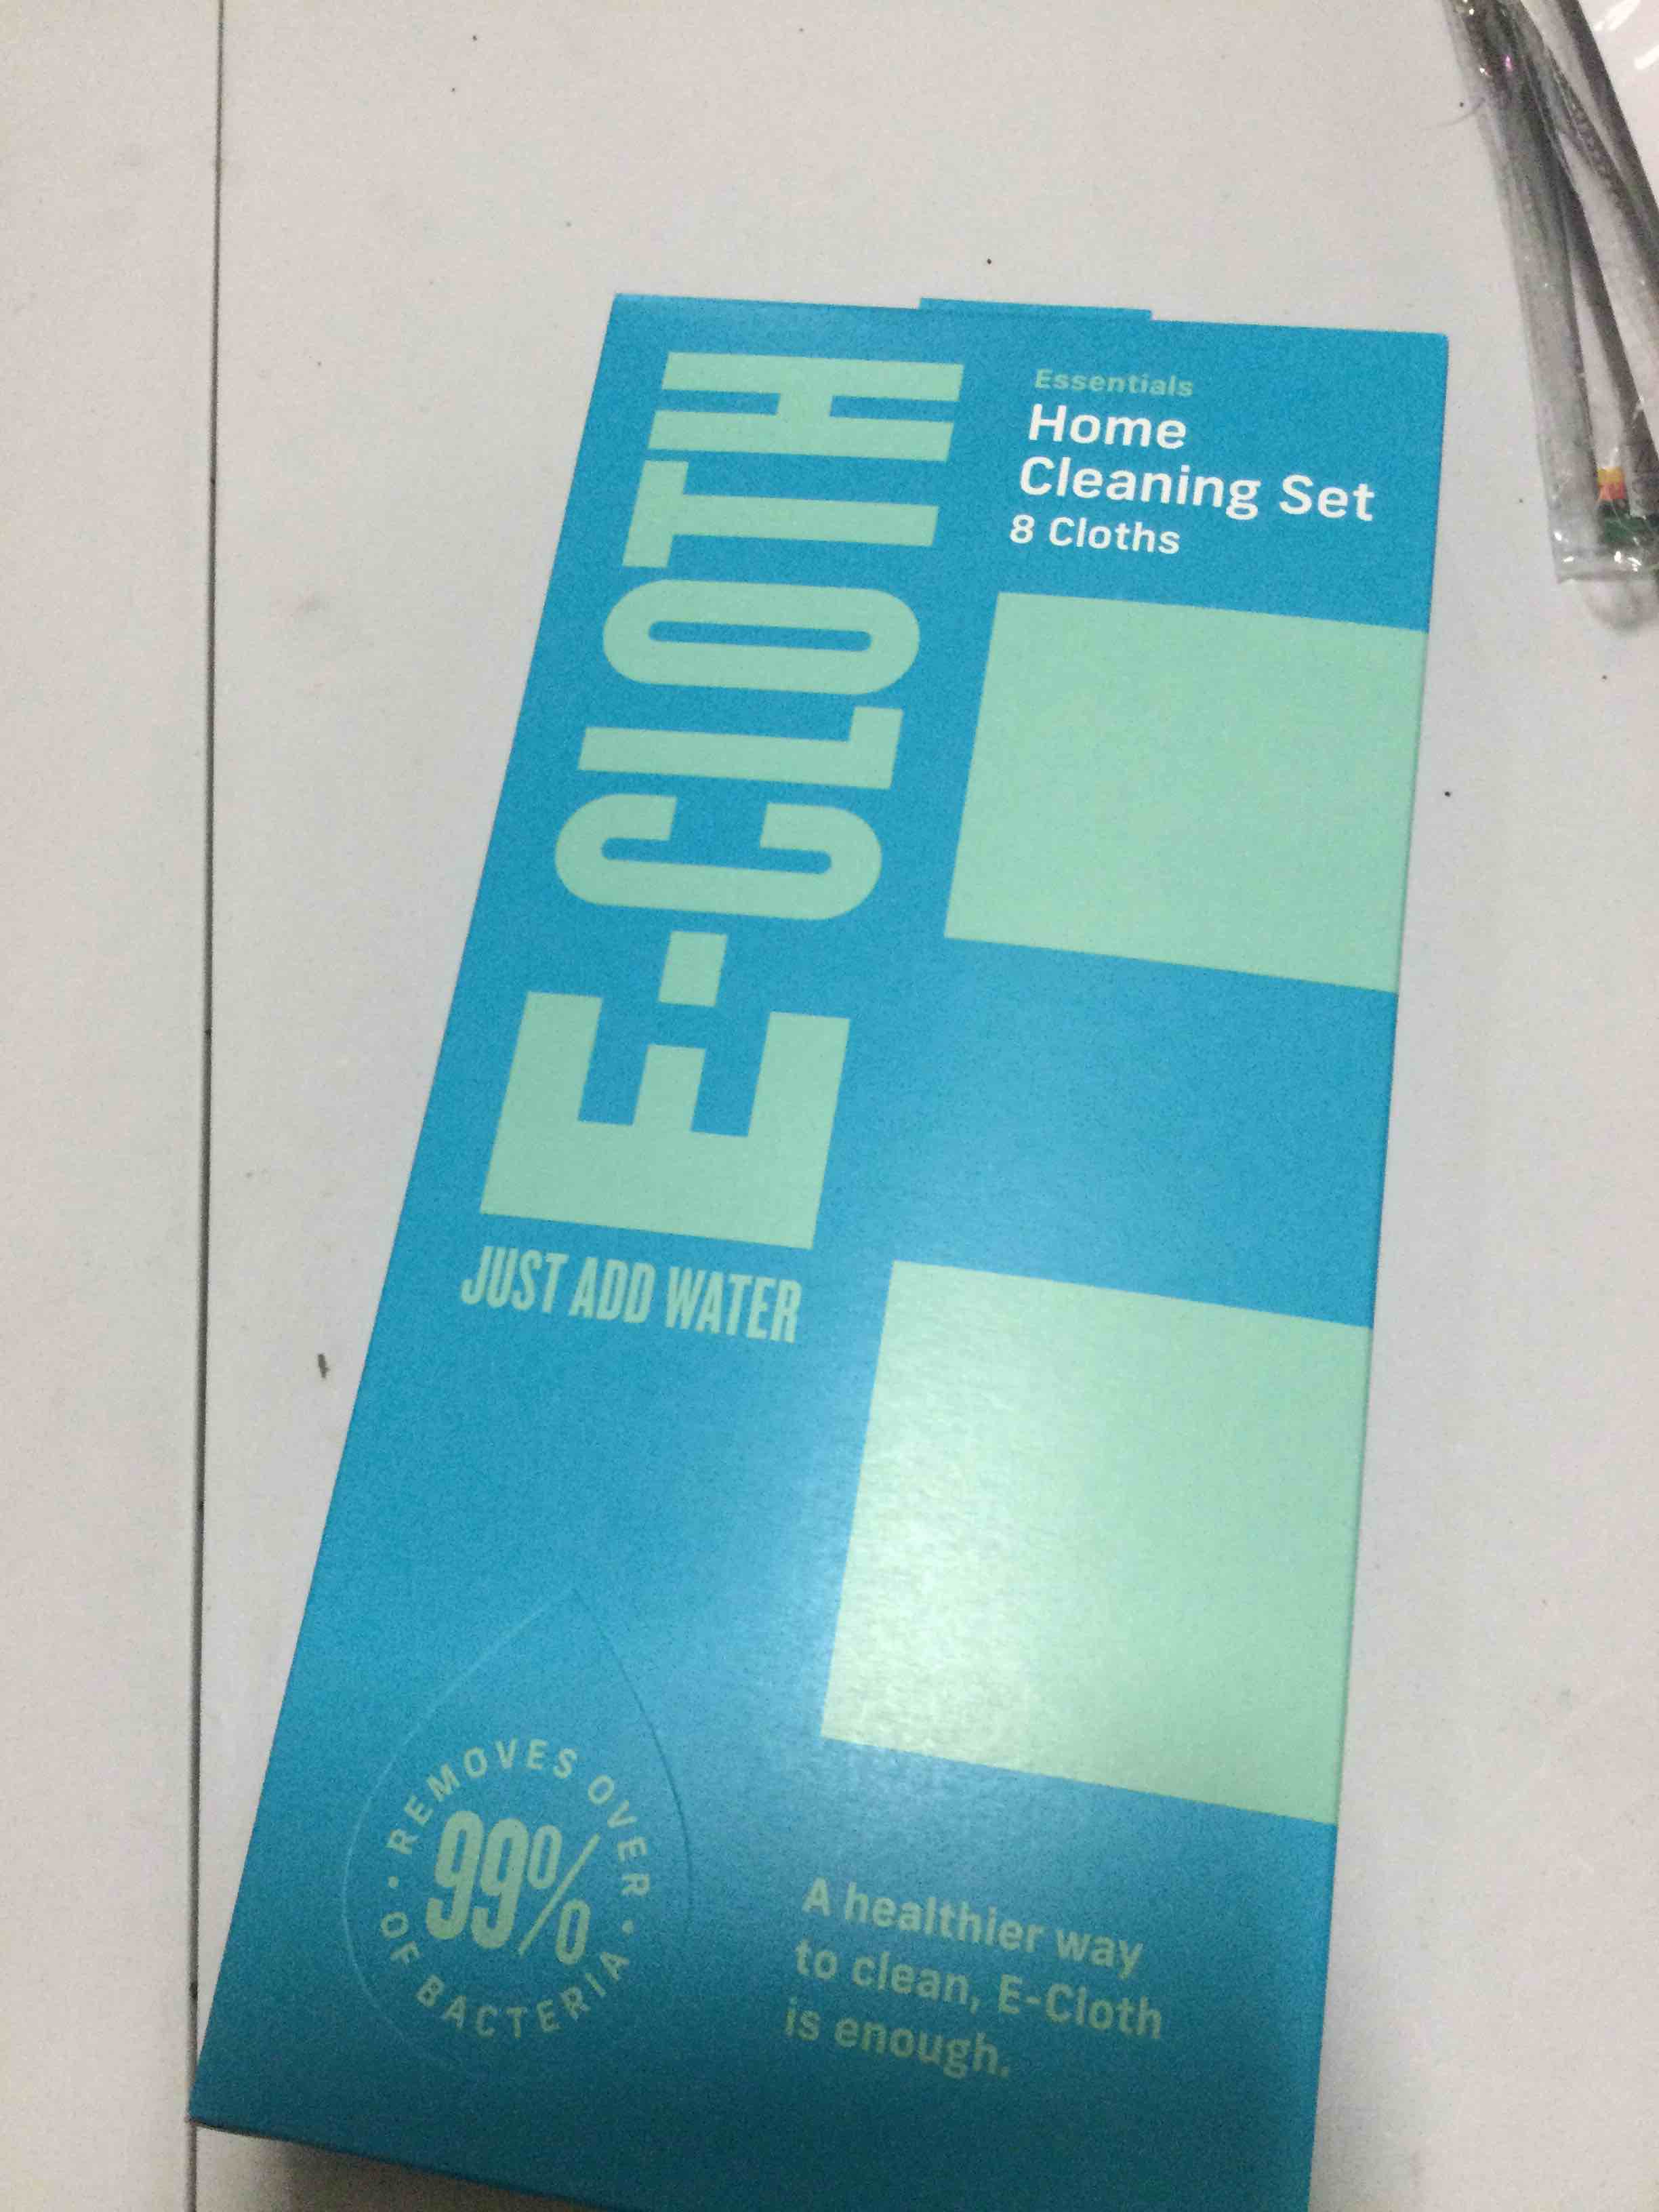 Essentials
Home
Cleaning Set
8 Cloths
E-CLOTH
JUST ADD WATER
• REMOVES OVER •
99%
OF BACTERIA
A healthier way
to clean, E-Cloth
is enough.